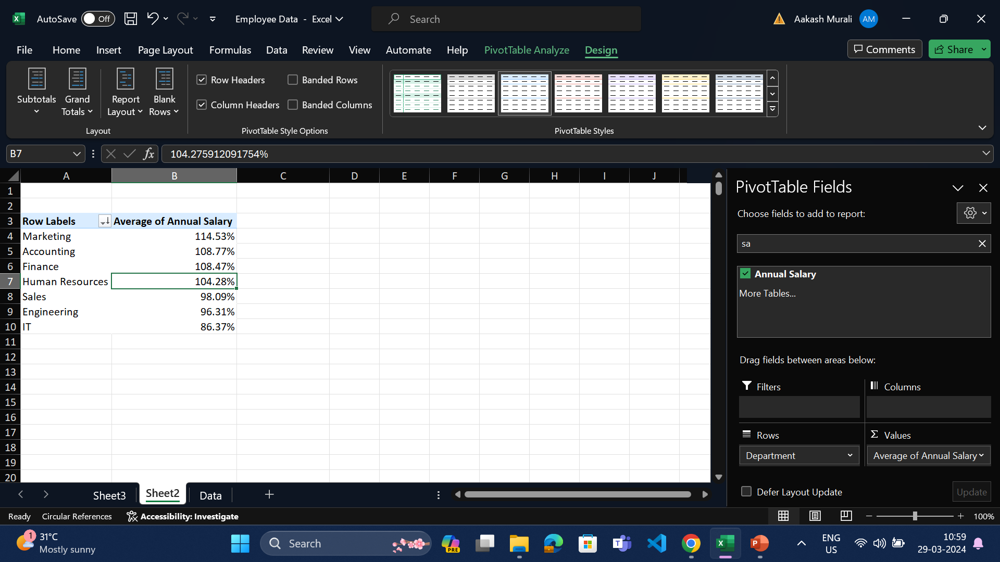 AutoSave Off Employee Data - Excel Search Aakash Murali AM
File Home Insert Page Layout Formulas Data Review View Automate Help PivotTable Analyze Design Comments Share
Subtotals
Grand Totals
Report Layout
Blank Rows
Layout
Row Headers Banded Rows
Column Headers Banded Columns
PivotTable Style Options
PivotTable Styles
B7 fx 104.275912091754%
A B C D E F G H I J
1
2
3 Row Labels Average of Annual Salary
4 Marketing 114.53%
5 Accounting 108.77%
6 Finance 108.47%
7 Human Resources 104.28%
8 Sales 98.09%
9 Engineering 96.31%
10 IT 86.37%
11
12
13
14
15
16
17
18
19
20
PivotTable Fields
Choose fields to add to report:
sa
Annual Salary
More Tables...
Drag fields between areas below:
Filters Columns
Rows Σ Values
Department Average of Annual Salary
Defer Layout Update Update
Sheet3 Sheet2 Data
Ready Circular References Accessibility: Investigate 100%
1 31°C
Mostly sunny
Search
PRE
ENG
US
10:59
29-03-2024